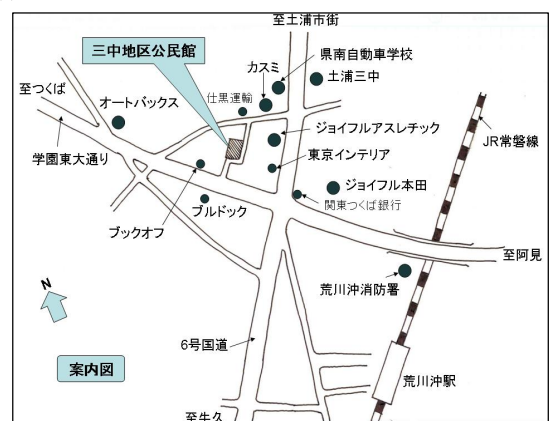 至土浦市街
三中地区公民館
県南自動車学校
カスミ
土浦三中
至つくば
オートバックス
仕黒運輸
ジョイフルアスレチック
JR常磐線
学園東大通り
東京インテリア
ジョイフル本田
ブルドック
関東つくば銀行
ブックオフ
至阿見
荒川沖消防署
N
6号国道
案内図
荒川沖駅
至牛久